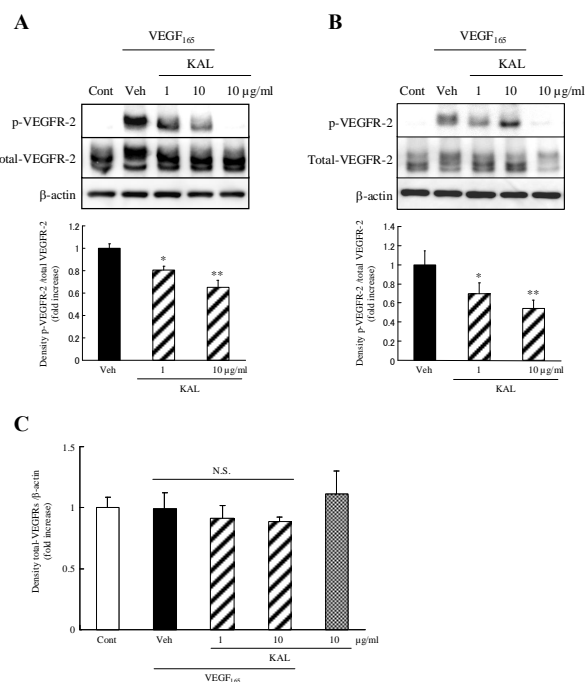 A
VEGF165
KAL
Cont Veh 1 10 10 µg/ml
p-VEGFR-2
Total-VEGFR-2
β-actin
Density p-VEGFR-2 /total VEGFR-2
(fold increase)
1.2
1
0.8
0.6
0.4
0.2
0
*
**
Veh 1 10 µg/ml
KAL
B
VEGF165
KAL
Cont Veh 1 10 10 µg/ml
p-VEGFR-2
Total-VEGFR-2
β-actin
Density p-VEGFR-2 /total VEGFR-2
(fold increase)
1.4
1.2
1
0.8
0.6
0.4
0.2
0
*
**
Veh 1 10 µg/ml
KAL
C
Density total-VEGFRs /β-actin
(fold increase)
1.5
1
0.5
0
N.S.
Cont Veh 1 10 10 µg/ml
KAL
VEGF165